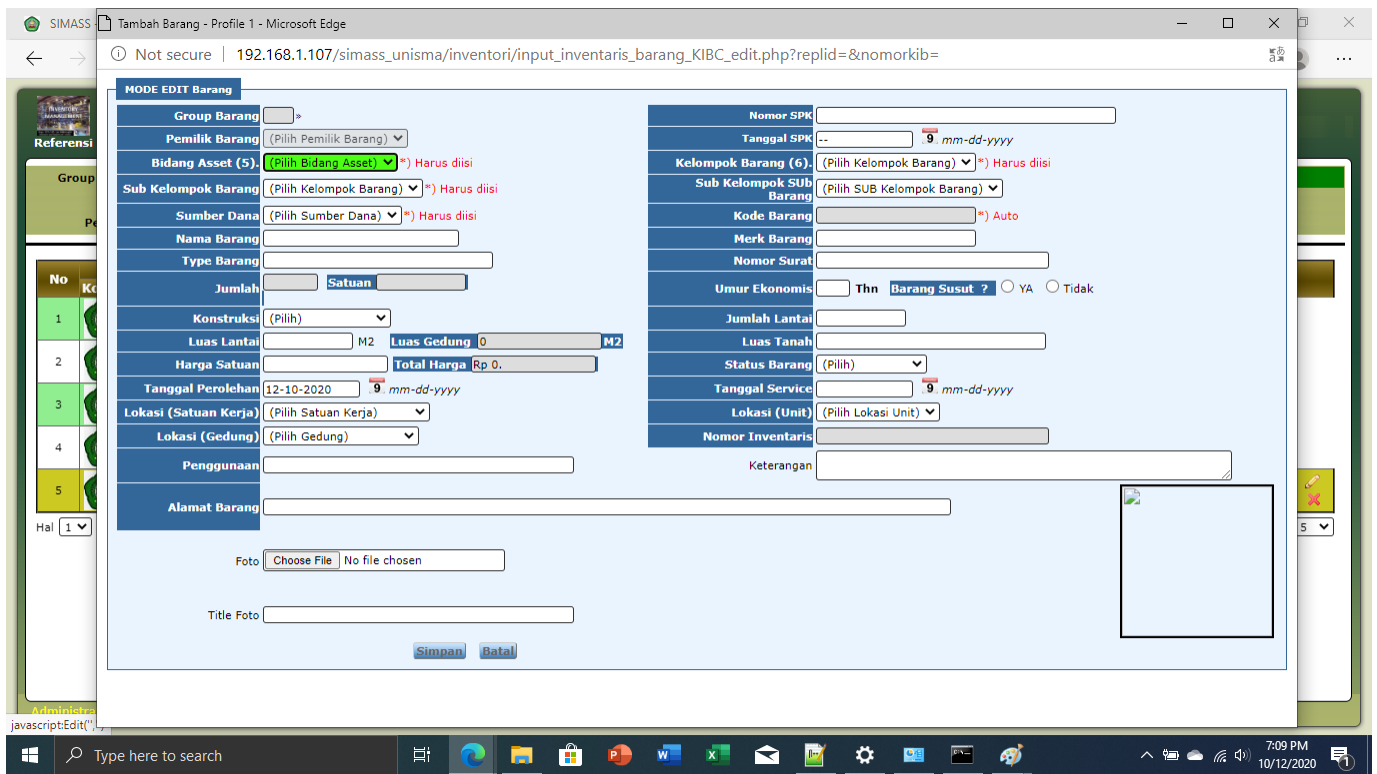 SIMASS
Tambah Barang - Profile 1 - Microsoft Edge
Not secure | 192.168.1.107/simass_unisma/inventori/input_inventaris_barang_KIBC_edit.php?replid=&nomorkib=
INVENTORY MANAGEMENT
Referensi
Group
Pe
No
Ko
1
2
3
4
5
Hal 1
5
Administra
javascript:Edit('',
MODE EDIT Barang
Group Barang »
Nomor SPK
Pemilik Barang (Pilih Pemilik Barang)
Tanggal SPK -- 9 mm-dd-yyyy
Bidang Asset (5). (Pilih Bidang Asset) *) Harus diisi
Kelompok Barang (6). (Pilih Kelompok Barang) *) Harus diisi
Sub Kelompok Barang (Pilih Kelompok Barang) *) Harus diisi
Sub Kelompok SUb
Barang (Pilih SUB Kelompok Barang)
Sumber Dana (Pilih Sumber Dana) *) Harus diisi
Kode Barang *) Auto
Nama Barang
Merk Barang
Type Barang
Nomor Surat
Jumlah Satuan
Umur Ekonomis Thn Barang Susut ? YA Tidak
Konstruksi (Pilih)
Jumlah Lantai
Luas Lantai M2 Luas Gedung 0 M2
Luas Tanah
Harga Satuan Total Harga Rp 0.
Status Barang (Pilih)
Tanggal Perolehan 12-10-2020 9 mm-dd-yyyy
Tanggal Service 9 mm-dd-yyyy
Lokasi (Satuan Kerja) (Pilih Satuan Kerja)
Lokasi (Unit) (Pilih Lokasi Unit)
Lokasi (Gedung) (Pilih Gedung)
Nomor Inventaris
Penggunaan
Keterangan
Alamat Barang
Foto Choose File No file chosen
Title Foto
Simpan Batal
Type here to search
7:09 PM
10/12/2020
1